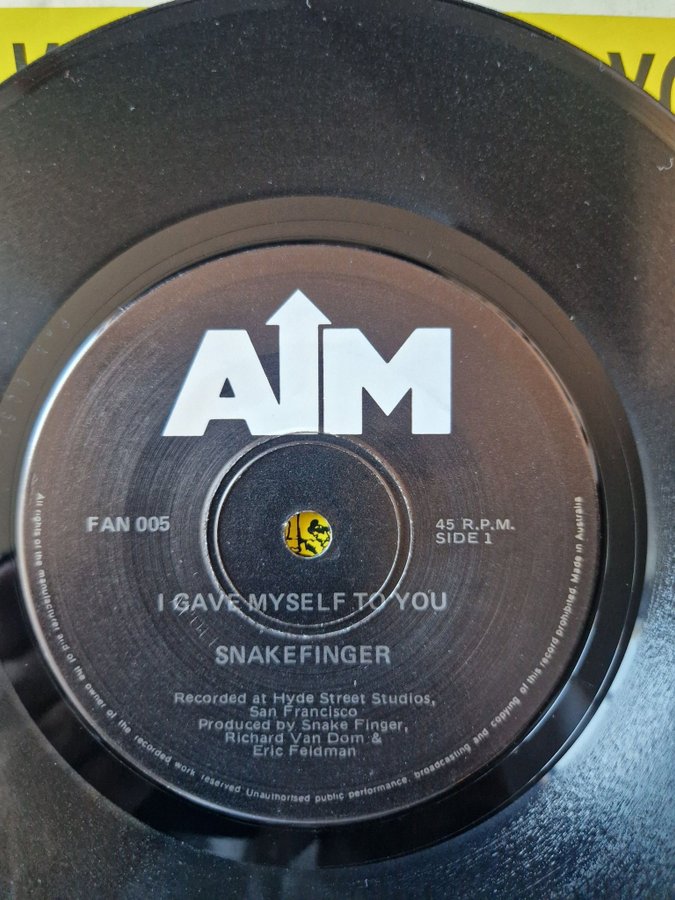 AIM
FAN 005
45 R.P.M.
SIDE 1
I GAVE MYSELF TO YOU
SNAKEFINGER
Recorded at Hyde Street Studios,
San Francisco
Produced by Snake Finger,
Richard Van Dorn &
Eric Feldman
All rights of the manufacturer and of the owner of the recorded work reserved Unauthorised public performance, broadcasting and copying of this record prohibited. Made in Australia